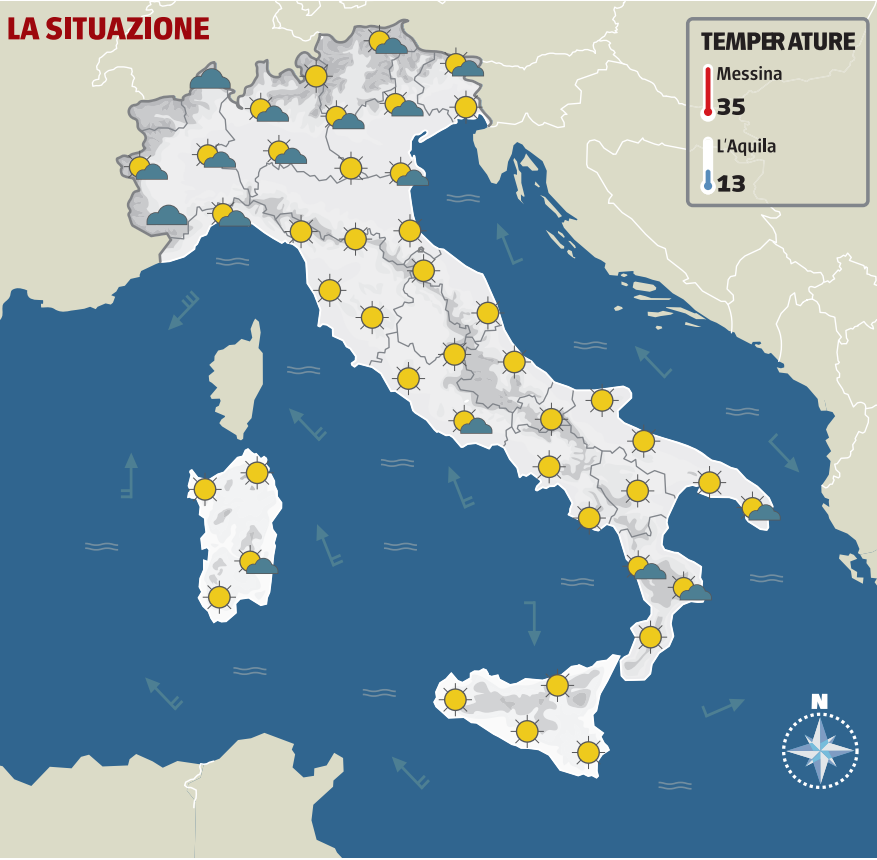 LA SITUAZIONE
TEMPERATURE
Messina
35
L'Aquila
13
N